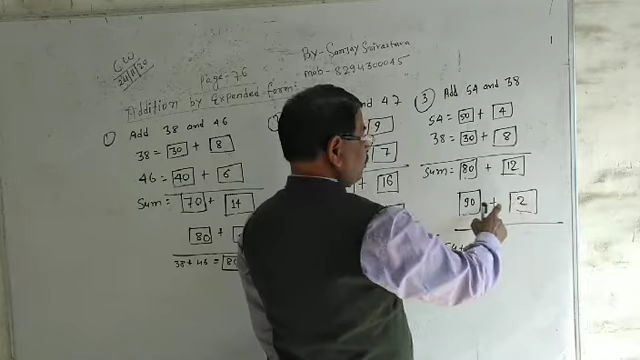 CW
By- Sanjay Srivastava
mob- 8294300045
Page-76
Addition by Expended form:
① Add 38 and 46
38 = 30 + 8
46 = 40 + 6
Sum = 70 + 14
80 +
38 + 46 = 80
and 47
9
7
+ 16
③ Add 54 and 38
54 = 50 + 4
38 = 30 + 8
Sum = 80 + 12
90 + 2